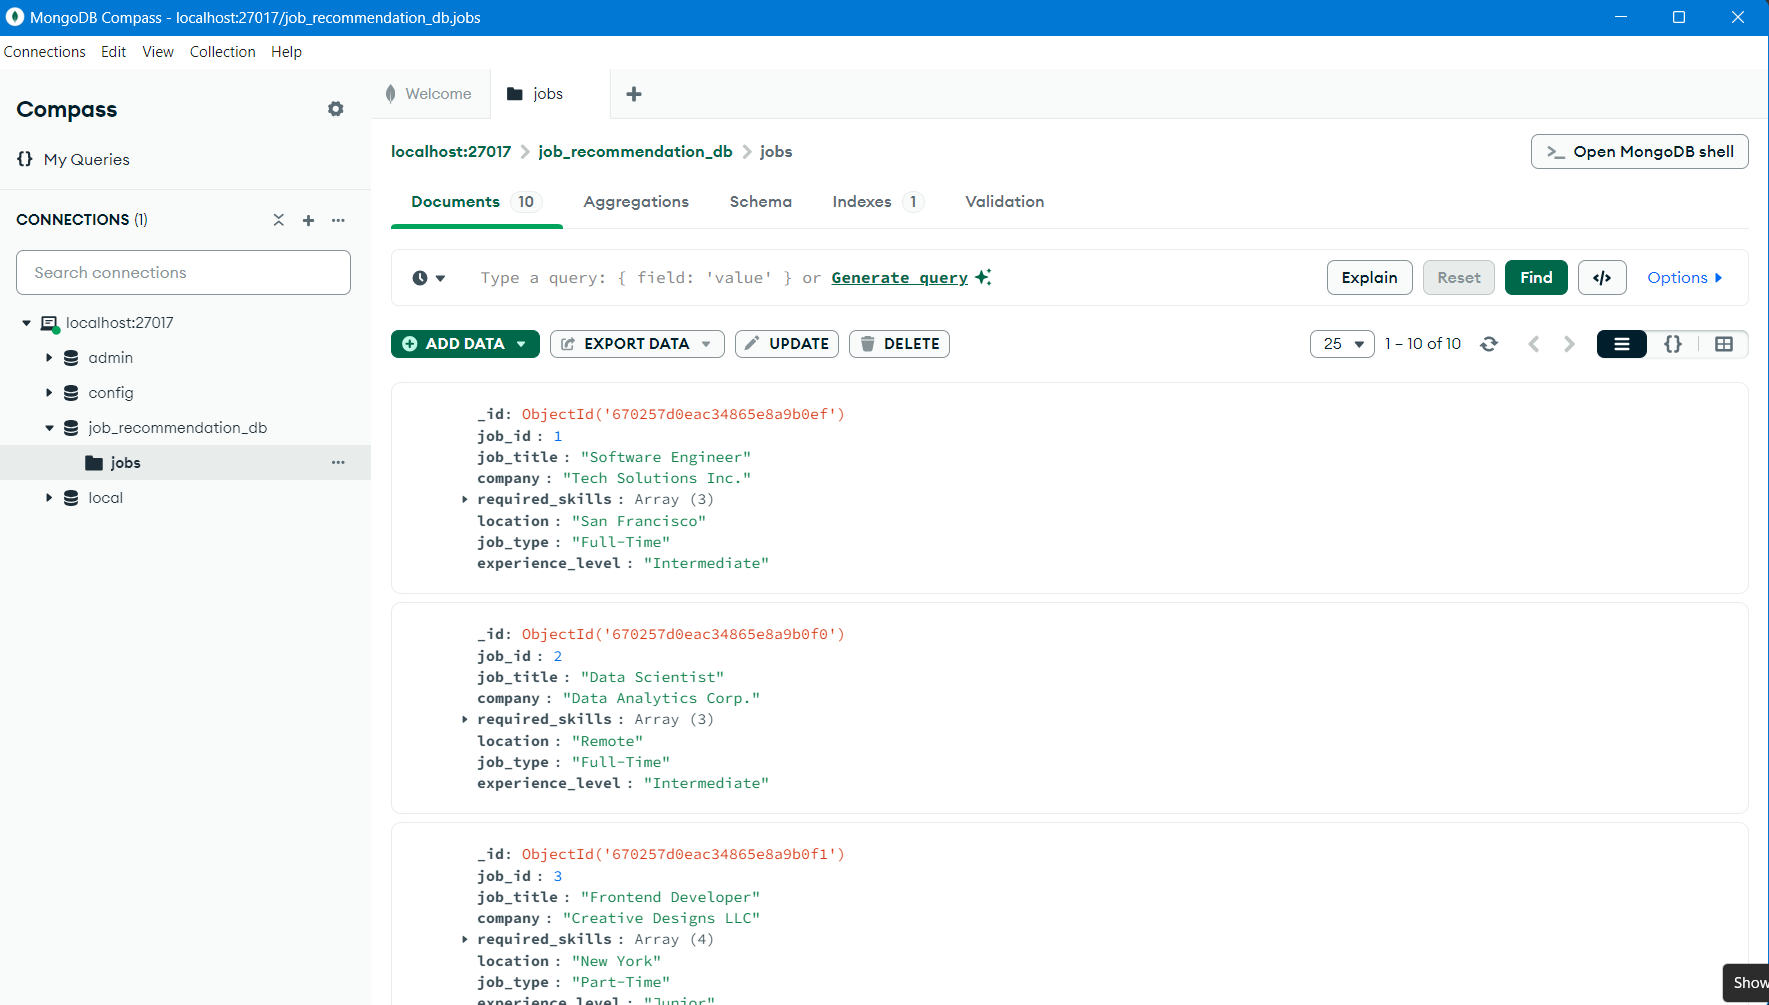 MongoDB Compass - localhost:27017/job_recommendation_db.jobs
Connections Edit View Collection Help
Compass
{} My Queries
CONNECTIONS (1)
Search connections
localhost:27017
admin
config
job_recommendation_db
jobs
local
Welcome
jobs
localhost:27017 > job_recommendation_db > jobs
>_ Open MongoDB shell
Documents 10 Aggregations Schema Indexes 1 Validation
Type a query: { field: 'value' } or Generate query
Explain Reset Find </> Options
ADD DATA EXPORT DATA UPDATE DELETE
25 1 – 10 of 10 {}
_id: ObjectId('670257d0eac34865e8a9b0ef')
job_id : 1
job_title : "Software Engineer"
company : "Tech Solutions Inc."
required_skills : Array (3)
location : "San Francisco"
job_type : "Full-Time"
experience_level : "Intermediate"
_id: ObjectId('670257d0eac34865e8a9b0f0')
job_id : 2
job_title : "Data Scientist"
company : "Data Analytics Corp."
required_skills : Array (3)
location : "Remote"
job_type : "Full-Time"
experience_level : "Intermediate"
_id: ObjectId('670257d0eac34865e8a9b0f1')
job_id : 3
job_title : "Frontend Developer"
company : "Creative Designs LLC"
required_skills : Array (4)
location : "New York"
job_type : "Part-Time"
experience_level : "Junior"
Show